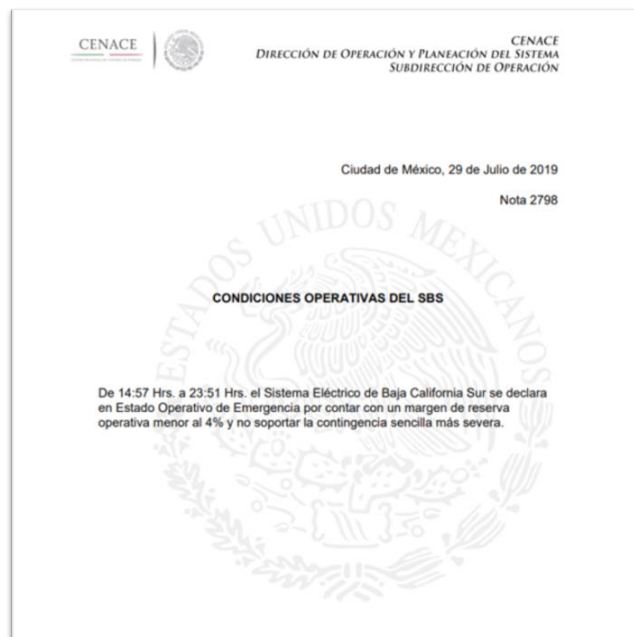 CENACE
CENACE
DIRECCIÓN DE OPERACIÓN Y PLANEACIÓN DEL SISTEMA
SUBDIRECCIÓN DE OPERACIÓN
Ciudad de México, 29 de Julio de 2019
Nota 2798
ESTADOS UNIDOS MEXICANOS
CONDICIONES OPERATIVAS DEL SBS
De 14:57 Hrs. a 23:51 Hrs. el Sistema Eléctrico de Baja California Sur se declara
en Estado Operativo de Emergencia por contar con un margen de reserva
operativa menor al 4% y no soportar la contingencia sencilla más severa.